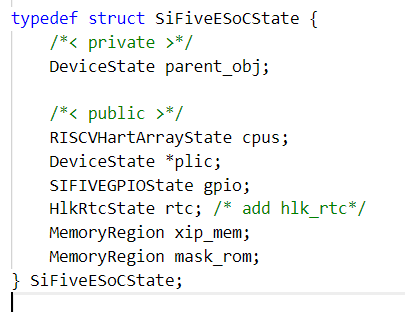 typedef struct SiFiveESoCState {
    /*< private >*/
    DeviceState parent_obj;

    /*< public >*/
    RISCVHartArrayState cpus;
    DeviceState *plic;
    SIFIVEGPIOState gpio;
    HlkRtcState rtc; /* add hlk_rtc*/
    MemoryRegion xip_mem;
    MemoryRegion mask_rom;
} SiFiveESoCState;